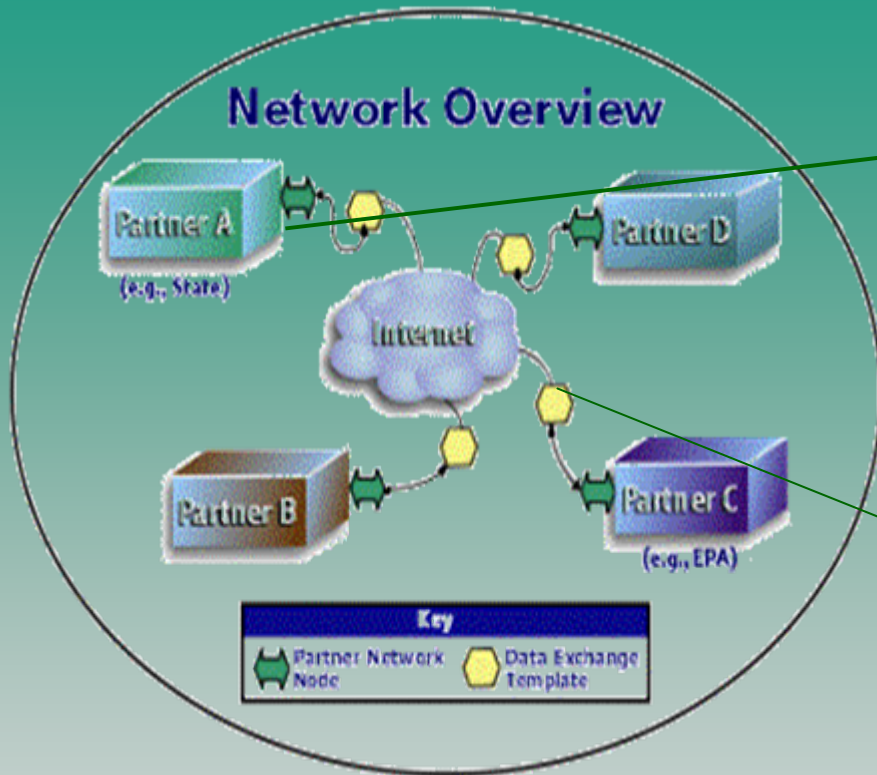 Network Overview
Partner A
(e.g., State)
Partner D
Internet
Partner B
Partner C
(e.g., EPA)
Key
Partner Network
Node
Data Exchange
Template